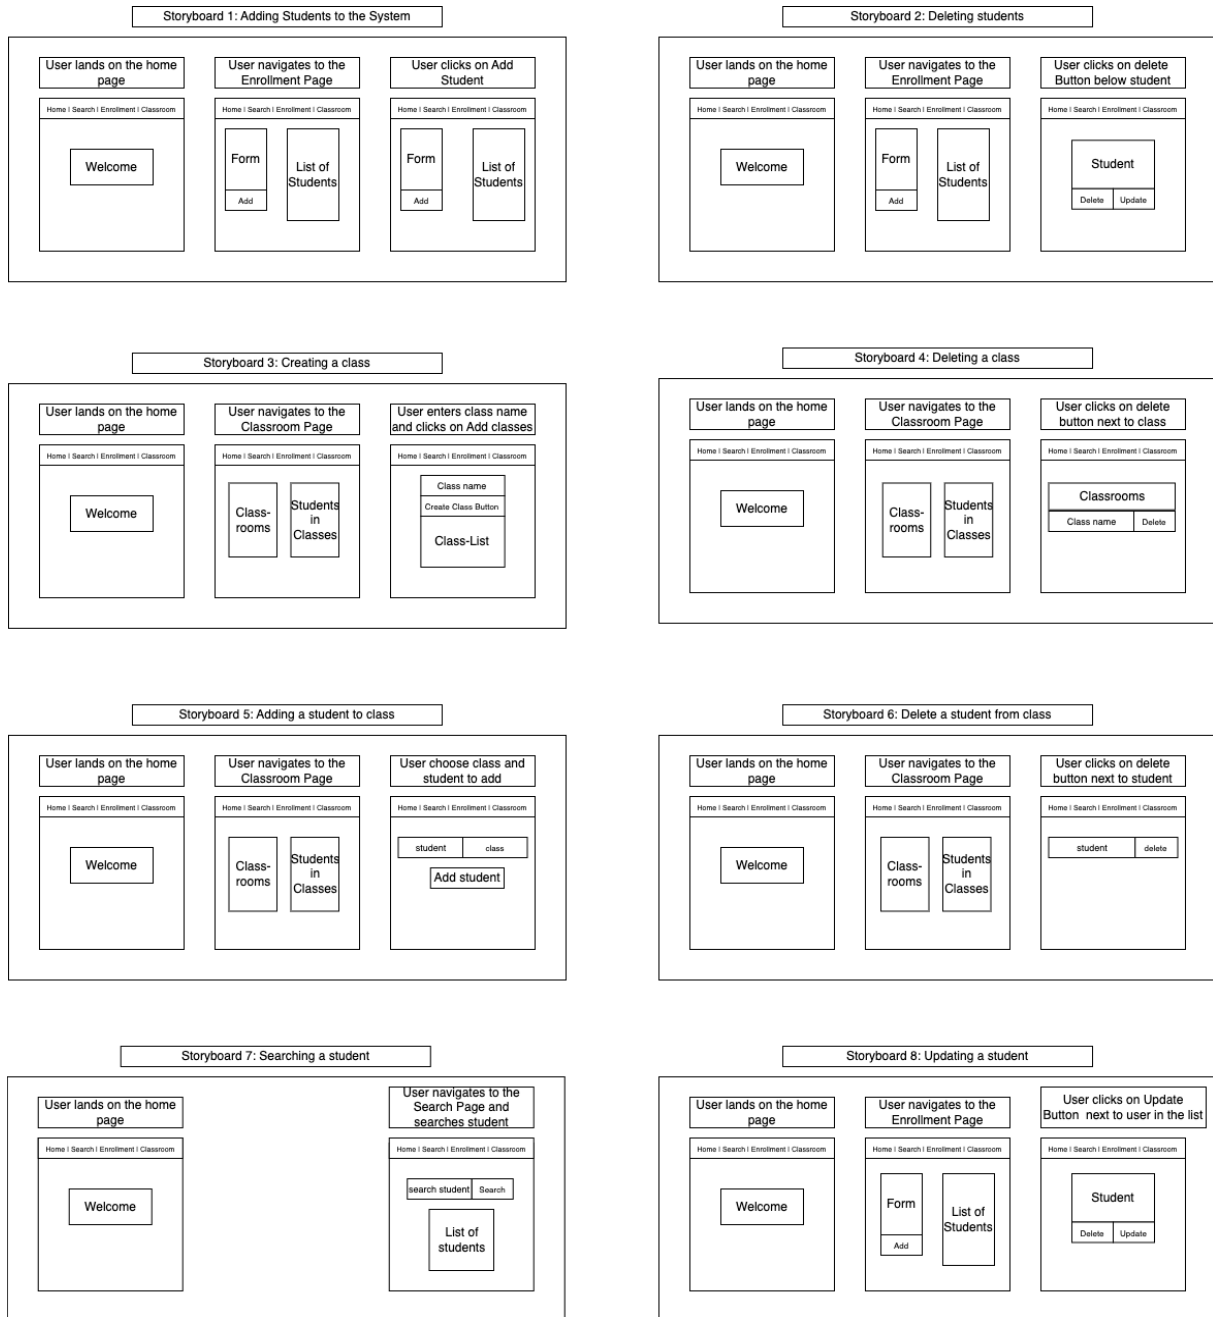 Storyboard 1: Adding Students to the System
User lands on the home
page
User navigates to the
Enrollment Page
User clicks on Add
Student
Home | Search | Enrollment | Classroom
Welcome
Home | Search | Enrollment | Classroom
Form
Add
List of
Students
Home | Search | Enrollment | Classroom
Form
Add
List of
Students
Storyboard 2: Deleting students
User lands on the home
page
User navigates to the
Enrollment Page
User clicks on delete
Button below student
Home | Search | Enrollment | Classroom
Welcome
Home | Search | Enrollment | Classroom
Form
Add
List of
Students
Home | Search | Enrollment | Classroom
Student
Delete
Update
Storyboard 3: Creating a class
User lands on the home
page
User navigates to the
Classroom Page
User enters class name
and clicks on Add classes
Home | Search | Enrollment | Classroom
Welcome
Home | Search | Enrollment | Classroom
Class-
rooms
Students
in
Classes
Home | Search | Enrollment | Classroom
Class name
Create Class Button
Class-List
Storyboard 4: Deleting a class
User lands on the home
page
User navigates to the
Classroom Page
User clicks on delete
button next to class
Home | Search | Enrollment | Classroom
Welcome
Home | Search | Enrollment | Classroom
Class-
rooms
Students
in
Classes
Home | Search | Enrollment | Classroom
Classrooms
Class name
Delete
Storyboard 5: Adding a student to class
User lands on the home
page
User navigates to the
Classroom Page
User choose class and
student to add
Home | Search | Enrollment | Classroom
Welcome
Home | Search | Enrollment | Classroom
Class-
rooms
Students
in
Classes
Home | Search | Enrollment | Classroom
student
class
Add student
Storyboard 6: Delete a student from class
User lands on the home
page
User navigates to the
Classroom Page
User clicks on delete
button next to student
Home | Search | Enrollment | Classroom
Welcome
Home | Search | Enrollment | Classroom
Class-
rooms
Students
in
Classes
Home | Search | Enrollment | Classroom
student
delete
Storyboard 7: Searching a student
User lands on the home
page
User navigates to the
Search Page and
searches student
Home | Search | Enrollment | Classroom
Welcome
Home | Search | Enrollment | Classroom
search student
Search
List of
students
Storyboard 8: Updating a student
User lands on the home
page
User navigates to the
Enrollment Page
User clicks on Update
Button next to user in the list
Home | Search | Enrollment | Classroom
Welcome
Home | Search | Enrollment | Classroom
Form
Add
List of
Students
Home | Search | Enrollment | Classroom
Student
Delete
Update